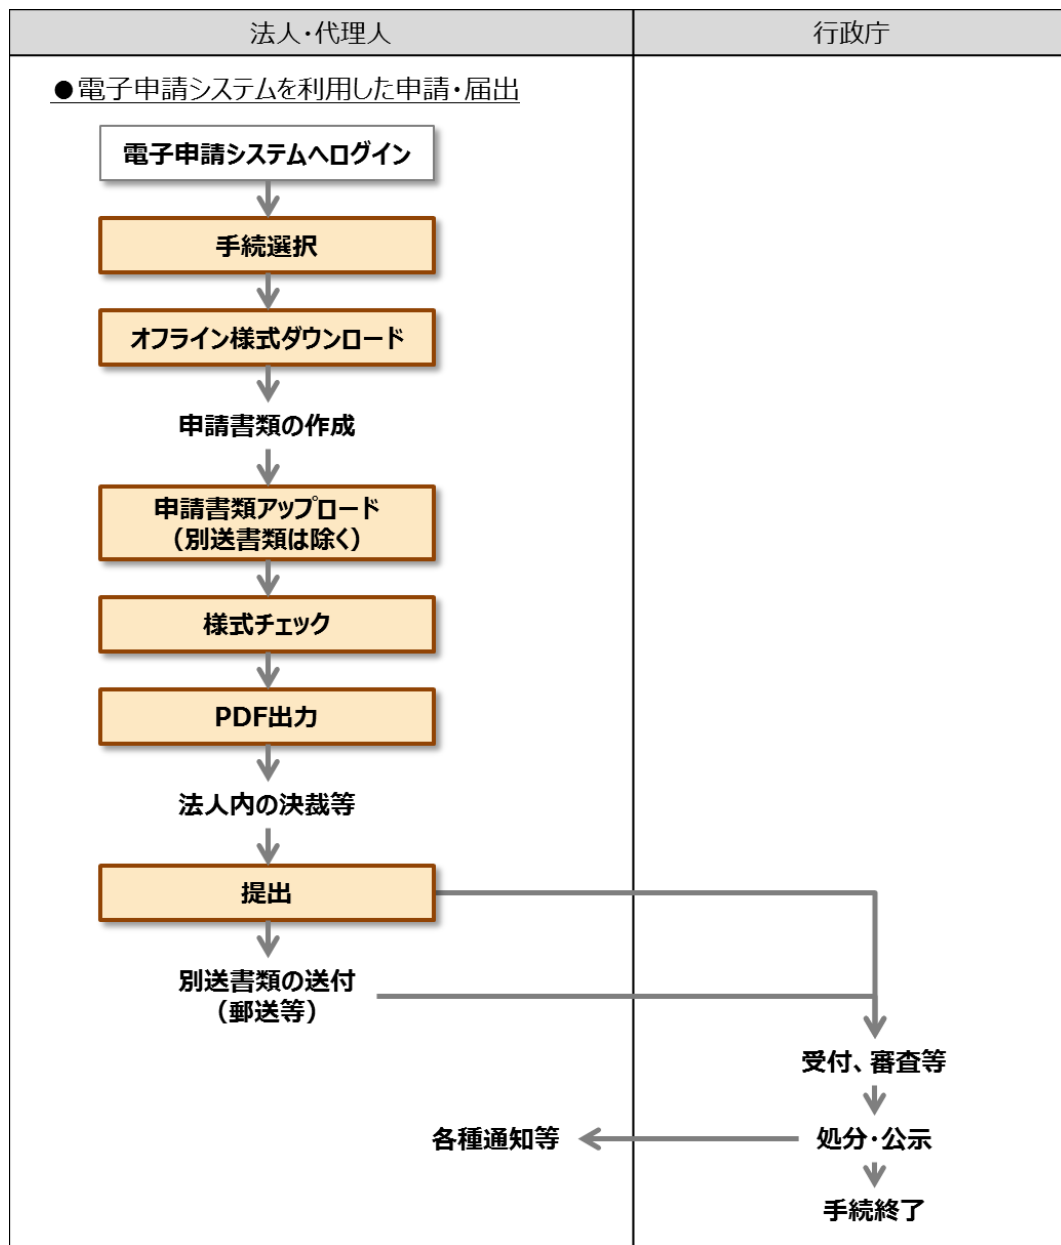 法人・代理人
行政庁
●電子申請システムを利用した申請・届出
電子申請システムへログイン
手続選択
オフライン様式ダウンロード
申請書類の作成
申請書類アップロード
（別送書類は除く）
様式チェック
PDF出力
法人内の決裁等
提出
別送書類の送付
（郵送等）
受付、審査等
各種通知等
処分・公示
手続終了